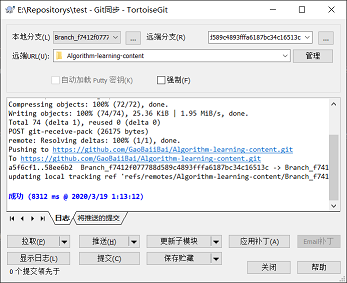 E:\Repositorys\test - Git同步 - TortoiseGit
本地分支(L) Branch_f7412f0777 ... 远端分支(R) f589c4893fffa6187bc34c16513c ...
远端URL(U): Algorithm-learning-content 管理
自动加载 Putty 密钥(K) 强制(F)
Compressing objects: 100% (72/72), done.
Writing objects: 100% (74/74), 25.36 KiB | 1.95 MiB/s, done.
Total 74 (delta 1), reused 0 (delta 0)
POST git-receive-pack (26175 bytes)
remote: Resolving deltas: 100% (1/1), done.
Pushing to https://github.com/GaoBaiiBai/Algorithm-learning-content.git
To https://github.com/GaoBaiiBai/Algorithm-learning-content.git
a5f6cf1..58ee6b2 Branch_f7412f077788d589c4893fffa6187bc34c16513c -> Branch_f741
updating local tracking ref 'refs/remotes/Algorithm-learning-content/Branch_f741
成功 (8312 ms @ 2020/3/19 1:13:12)
日志 将推送的提交
拉取(P) 推送(H) 更新子模块 应用补丁(A) Email补丁
显示日志(L) 提交(C) 保存贮藏
0 个提交领先于 关闭 帮助